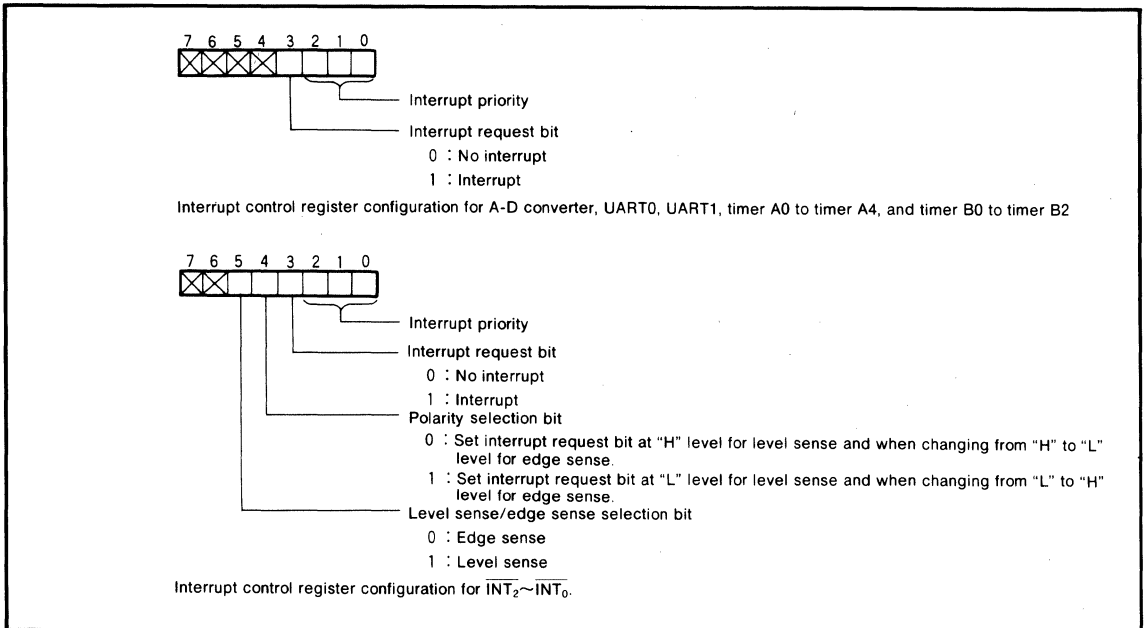 7 6 5 4 3 2 1 0
Interrupt priority
Interrupt request bit
0 : No interrupt
1 : Interrupt
Interrupt control register configuration for A-D converter, UART0, UART1, timer A0 to timer A4, and timer B0 to timer B2
7 6 5 4 3 2 1 0
Interrupt priority
Interrupt request bit
0 : No interrupt
1 : Interrupt
Polarity selection bit
0 : Set interrupt request bit at “H” level for level sense and when changing from “H” to “L”
level for edge sense.
1 : Set interrupt request bit at “L” level for level sense and when changing from “L” to “H”
level for edge sense.
Level sense/edge sense selection bit
0 : Edge sense
1 : Level sense
Interrupt control register configuration for I̅N̅T̅₂̅~I̅N̅T̅₀̅.